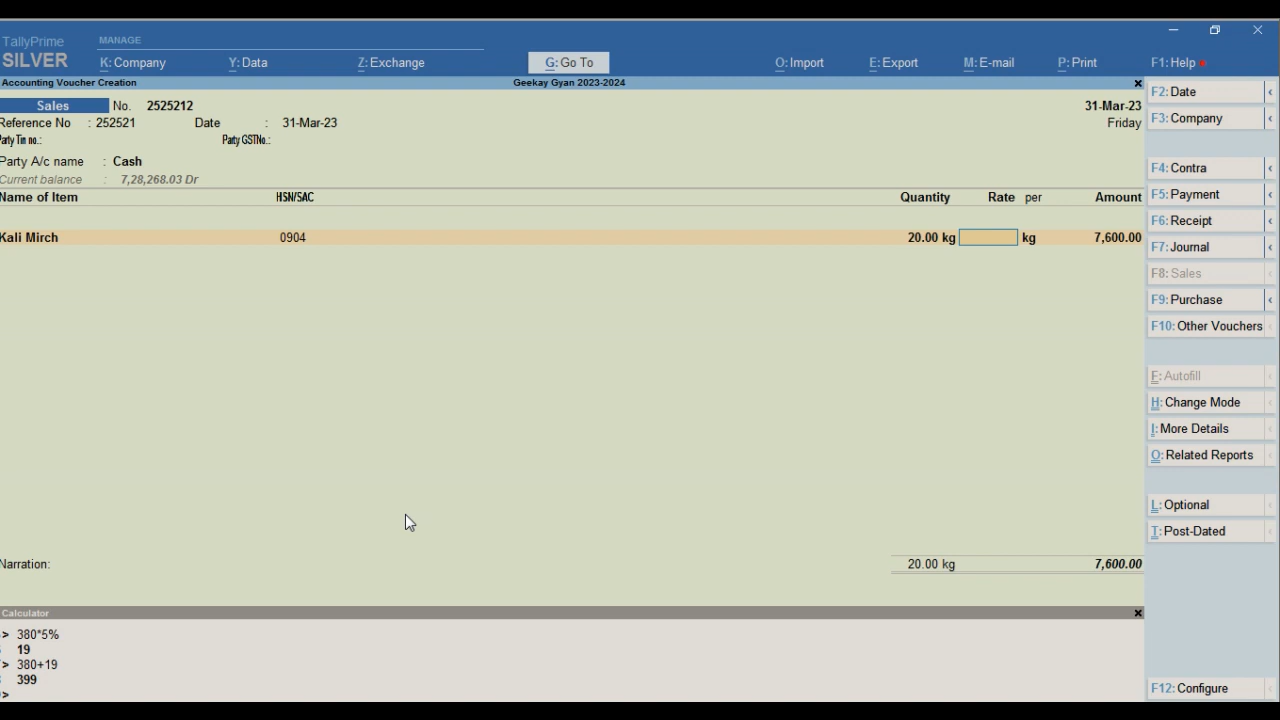 TallyPrime MANAGE
SILVER K: Company Y: Data Z: Exchange G: Go To O: Import E: Export M: E-mail P: Print F1: Help
Accounting Voucher Creation Geekay Gyan 2023-2024 ×
Sales No. 2525212 31-Mar-23
Reference No : 252521 Date : 31-Mar-23 Friday
Party Tin no.: Party GSTNo.:
Party A/c name : Cash
Current balance : 7,28,268.03 Dr
Name of Item HSN/SAC Quantity Rate per Amount
Kali Mirch 0904 20.00 kg kg 7,600.00
Narration: 20.00 kg 7,600.00
Calculator ×
> 380*5%
19
> 380+19
399
>
F2: Date
F3: Company
F4: Contra
F5: Payment
F6: Receipt
F7: Journal
F8: Sales
F9: Purchase
F10: Other Vouchers
E: Autofill
H: Change Mode
I: More Details
O: Related Reports
L: Optional
T: Post-Dated
F12: Configure